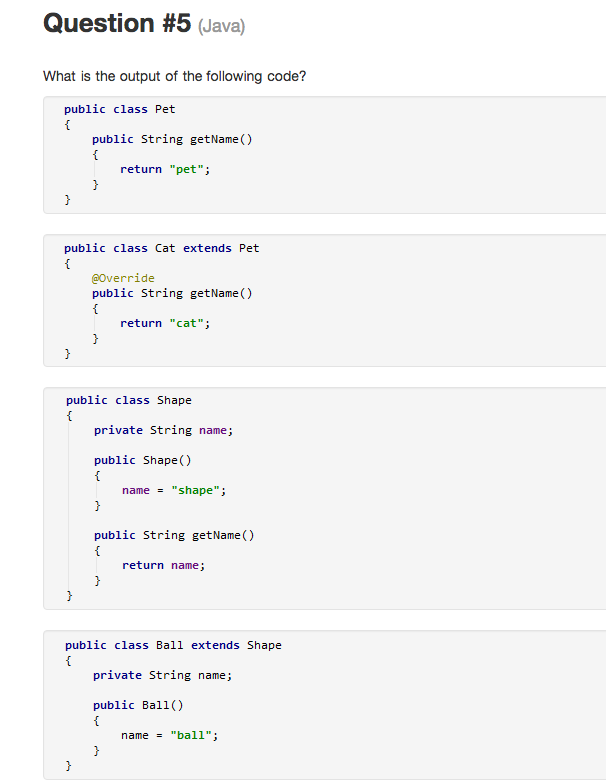 Question #5 (Java)
What is the output of the following code?
public class Pet
{
    public String getName()
    {
        return "pet";
    }
}
public class Cat extends Pet
{
    @Override
    public String getName()
    {
        return "cat";
    }
}
public class Shape
{
    private String name;
    public Shape()
    {
        name = "shape";
    }
    public String getName()
    {
        return name;
    }
}
public class Ball extends Shape
{
    private String name;
    public Ball()
    {
        name = "ball";
    }
}